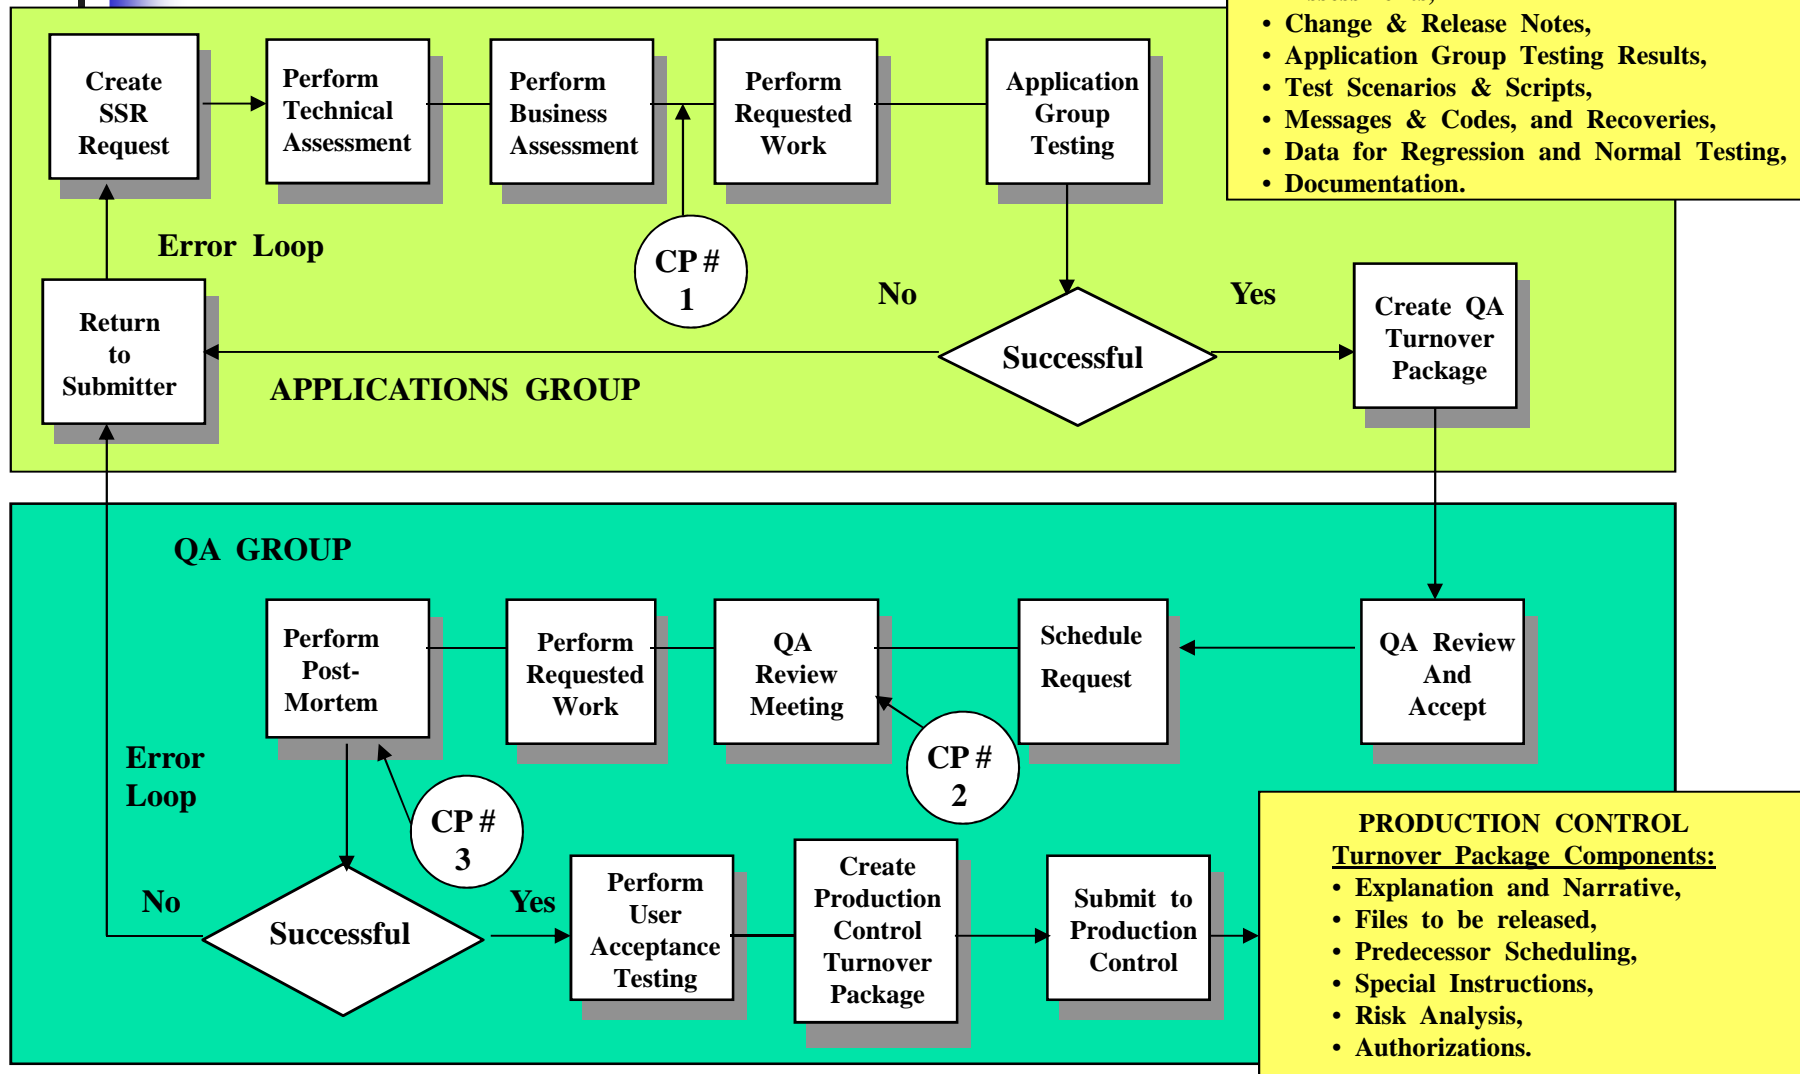 Create
SSR
Request
Perform
Technical
Assessment
Perform
Business
Assessment
Perform
Requested
Work
Application
Group
Testing
• Change & Release Notes,
• Application Group Testing Results,
• Test Scenarios & Scripts,
• Messages & Codes, and Recoveries,
• Data for Regression and Normal Testing,
• Documentation.
Error Loop
CP #
1
No
Yes
Return
to
Submitter
Successful
Create QA
Turnover
Package
APPLICATIONS GROUP
QA GROUP
Perform
Post-
Mortem
Perform
Requested
Work
QA
Review
Meeting
Schedule
Request
QA Review
And
Accept
Error
Loop
CP #
3
CP #
2
No
Successful
Yes
Perform
User
Acceptance
Testing
Create
Production
Control
Turnover
Package
Submit to
Production
Control
PRODUCTION CONTROL
Turnover Package Components:
• Explanation and Narrative,
• Files to be released,
• Predecessor Scheduling,
• Special Instructions,
• Risk Analysis,
• Authorizations.